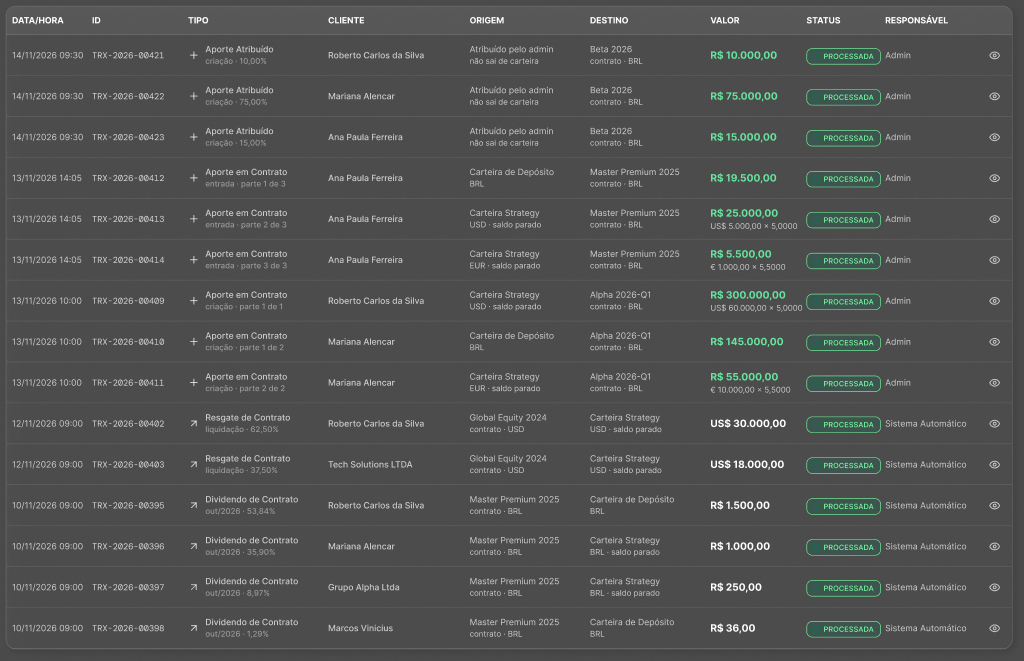 DATA/HORA ID TIPO CLIENTE ORIGEM DESTINO VALOR STATUS RESPONSÁVEL
14/11/2026 09:30 TRX-2026-00421 Aporte Atribuído Roberto Carlos da Silva Atribuído pelo admin Beta 2026 R$ 10.000,00 PROCESSADA Admin
criação · 10,00% não sai de carteira contrato · BRL
14/11/2026 09:30 TRX-2026-00422 Aporte Atribuído Mariana Alencar Atribuído pelo admin Beta 2026 R$ 75.000,00 PROCESSADA Admin
criação · 75,00% não sai de carteira contrato · BRL
14/11/2026 09:30 TRX-2026-00423 Aporte Atribuído Ana Paula Ferreira Atribuído pelo admin Beta 2026 R$ 15.000,00 PROCESSADA Admin
criação · 15,00% não sai de carteira contrato · BRL
13/11/2026 14:05 TRX-2026-00412 Aporte em Contrato Ana Paula Ferreira Carteira de Depósito Master Premium 2025 R$ 19.500,00 PROCESSADA Admin
entrada · parte 1 de 3 BRL contrato · BRL
13/11/2026 14:05 TRX-2026-00413 Aporte em Contrato Ana Paula Ferreira Carteira Strategy Master Premium 2025 R$ 25.000,00 PROCESSADA Admin
entrada · parte 2 de 3 USD · saldo parado contrato · BRL US$ 5.000,00 × 5,0000
13/11/2026 14:05 TRX-2026-00414 Aporte em Contrato Ana Paula Ferreira Carteira Strategy Master Premium 2025 R$ 5.500,00 PROCESSADA Admin
entrada · parte 3 de 3 EUR · saldo parado contrato · BRL € 1.000,00 × 5,5000
13/11/2026 10:00 TRX-2026-00409 Aporte em Contrato Roberto Carlos da Silva Carteira Strategy Alpha 2026-Q1 R$ 300.000,00 PROCESSADA Admin
criação · parte 1 de 1 USD · saldo parado contrato · BRL US$ 60.000,00 × 5,0000
13/11/2026 10:00 TRX-2026-00410 Aporte em Contrato Mariana Alencar Carteira de Depósito Alpha 2026-Q1 R$ 145.000,00 PROCESSADA Admin
criação · parte 1 de 2 BRL contrato · BRL
13/11/2026 10:00 TRX-2026-00411 Aporte em Contrato Mariana Alencar Carteira Strategy Alpha 2026-Q1 R$ 55.000,00 PROCESSADA Admin
criação · parte 2 de 2 EUR · saldo parado contrato · BRL € 10.000,00 × 5,5000
12/11/2026 09:00 TRX-2026-00402 Resgate de Contrato Roberto Carlos da Silva Global Equity 2024 Carteira Strategy US$ 30.000,00 PROCESSADA Sistema Automático
liquidação · 62,50% contrato · USD USD · saldo parado
12/11/2026 09:00 TRX-2026-00403 Resgate de Contrato Tech Solutions LTDA Global Equity 2024 Carteira Strategy US$ 18.000,00 PROCESSADA Sistema Automático
liquidação · 37,50% contrato · USD USD · saldo parado
10/11/2026 09:00 TRX-2026-00395 Dividendo de Contrato Roberto Carlos da Silva Master Premium 2025 Carteira de Depósito R$ 1.500,00 PROCESSADA Sistema Automático
out/2026 · 53,84% contrato · BRL BRL
10/11/2026 09:00 TRX-2026-00396 Dividendo de Contrato Mariana Alencar Master Premium 2025 Carteira Strategy R$ 1.000,00 PROCESSADA Sistema Automático
out/2026 · 35,90% contrato · BRL BRL · saldo parado
10/11/2026 09:00 TRX-2026-00397 Dividendo de Contrato Grupo Alpha Ltda Master Premium 2025 Carteira Strategy R$ 250,00 PROCESSADA Sistema Automático
out/2026 · 8,97% contrato · BRL BRL · saldo parado
10/11/2026 09:00 TRX-2026-00398 Dividendo de Contrato Marcos Vinicius Master Premium 2025 Carteira de Depósito R$ 36,00 PROCESSADA Sistema Automático
out/2026 · 1,29% contrato · BRL BRL